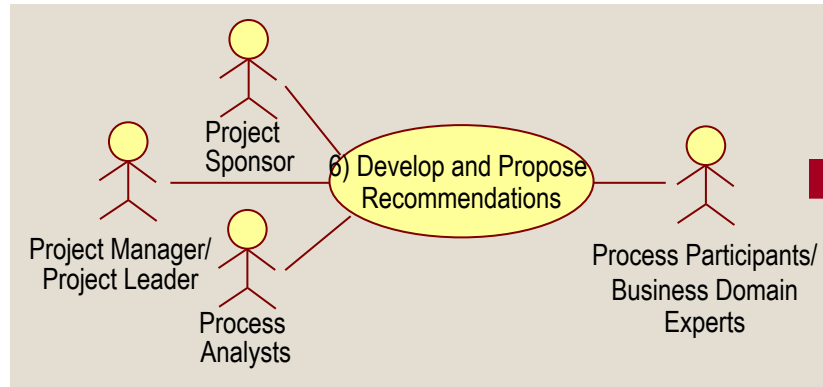 Project
Sponsor
6) Develop and Propose
Recommendations
Project Manager/
Project Leader
Process
Analysts
Process Participants/
Business Domain
Experts